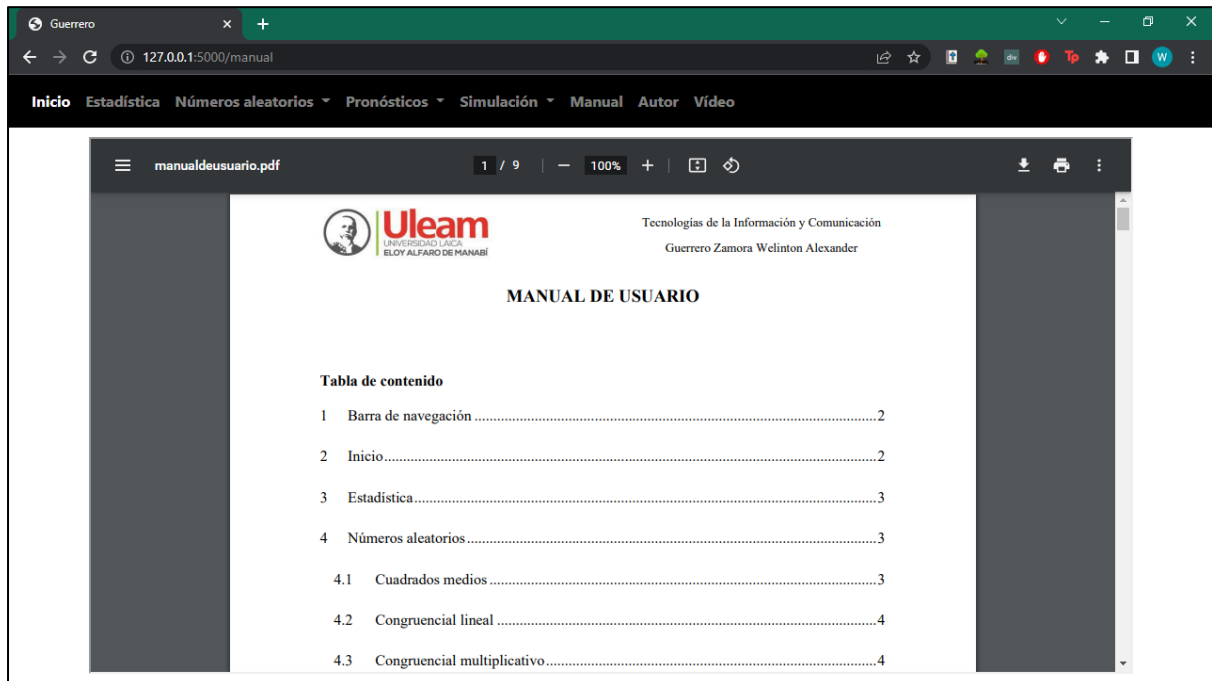 Guerrero
127.0.0.1:5000/manual
div
Tp
W
Inicio Estadística Números aleatorios Pronósticos Simulación Manual Autor Vídeo
manualdeusuario.pdf 1 / 9 | − 100% + |
Uleam
UNIVERSIDAD LAICA
ELOY ALFARO DE MANABÍ
Tecnologías de la Información y Comunicación
Guerrero Zamora Welinton Alexander
MANUAL DE USUARIO
Tabla de contenido
1 Barra de navegación ..........2
2 Inicio..........2
3 Estadística..........3
4 Números aleatorios..........3
4.1 Cuadrados medios ..........3
4.2 Congruencial lineal ..........4
4.3 Congruencial multiplicativo..........4